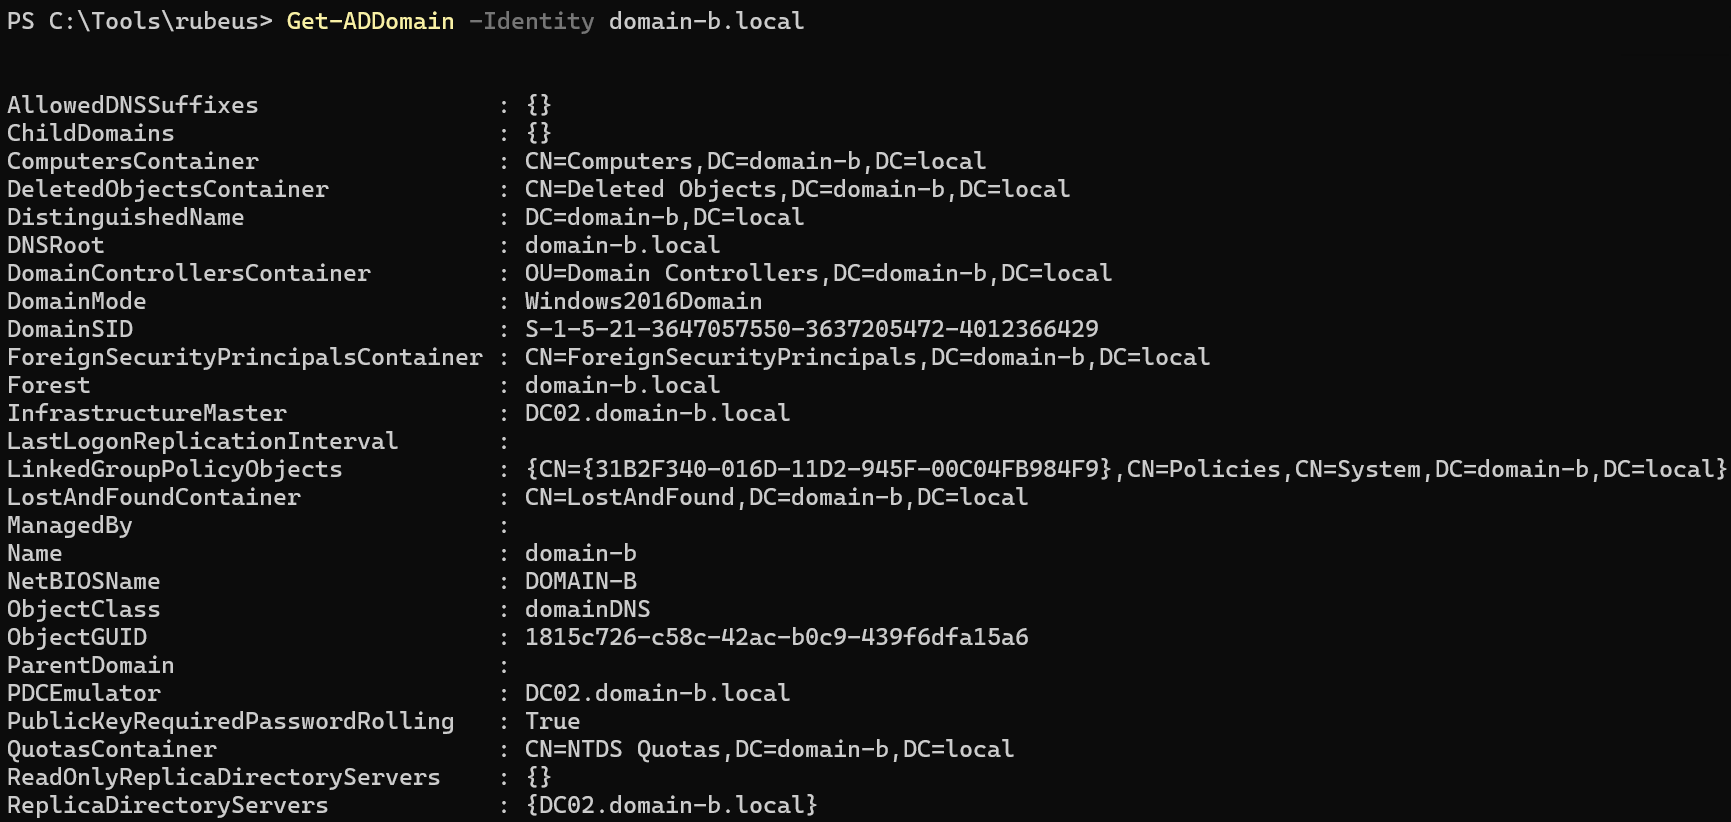 PS C:\Tools\rubeus> Get-ADDomain -Identity domain-b.local
AllowedDNSSuffixes : {}
ChildDomains : {}
ComputersContainer : CN=Computers,DC=domain-b,DC=local
DeletedObjectsContainer : CN=Deleted Objects,DC=domain-b,DC=local
DistinguishedName : DC=domain-b,DC=local
DNSRoot : domain-b.local
DomainControllersContainer : OU=Domain Controllers,DC=domain-b,DC=local
DomainMode : Windows2016Domain
DomainSID : S-1-5-21-3647057550-3637205472-4012366429
ForeignSecurityPrincipalsContainer : CN=ForeignSecurityPrincipals,DC=domain-b,DC=local
Forest : domain-b.local
InfrastructureMaster : DC02.domain-b.local
LastLogonReplicationInterval :
LinkedGroupPolicyObjects : {CN={31B2F340-016D-11D2-945F-00C04FB984F9},CN=Policies,CN=System,DC=domain-b,DC=local}
LostAndFoundContainer : CN=LostAndFound,DC=domain-b,DC=local
ManagedBy :
Name : domain-b
NetBIOSName : DOMAIN-B
ObjectClass : domainDNS
ObjectGUID : 1815c726-c58c-42ac-b0c9-439f6dfa15a6
ParentDomain :
PDCEmulator : DC02.domain-b.local
PublicKeyRequiredPasswordRolling : True
QuotasContainer : CN=NTDS Quotas,DC=domain-b,DC=local
ReadOnlyReplicaDirectoryServers : {}
ReplicaDirectoryServers : {DC02.domain-b.local}